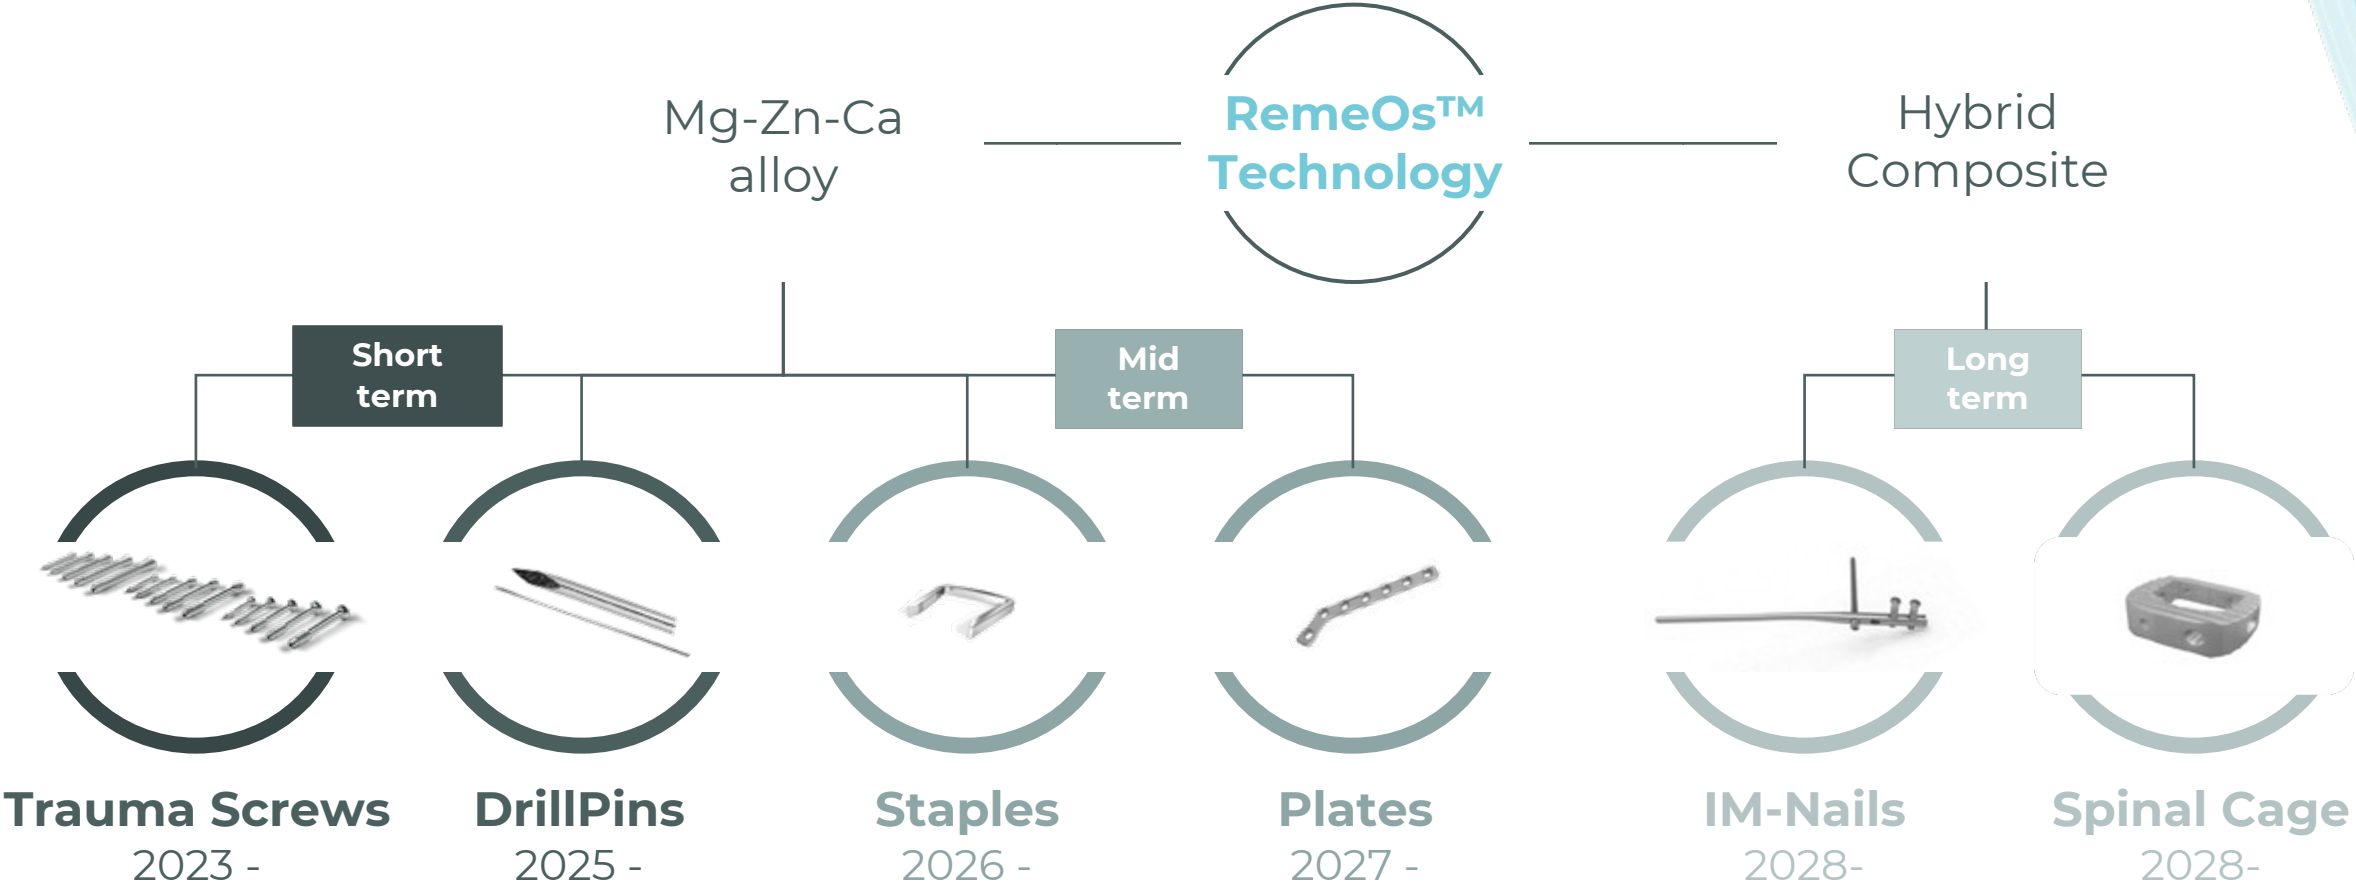 Mg-Zn-Ca
alloy
RemeOs™
Technology
Hybrid
Composite
Short
term
Mid
term
Long
term
Trauma Screws
2023 -
DrillPins
2025 -
Staples
2026 -
Plates
2027 -
IM-Nails
2028-
Spinal Cage
2028-